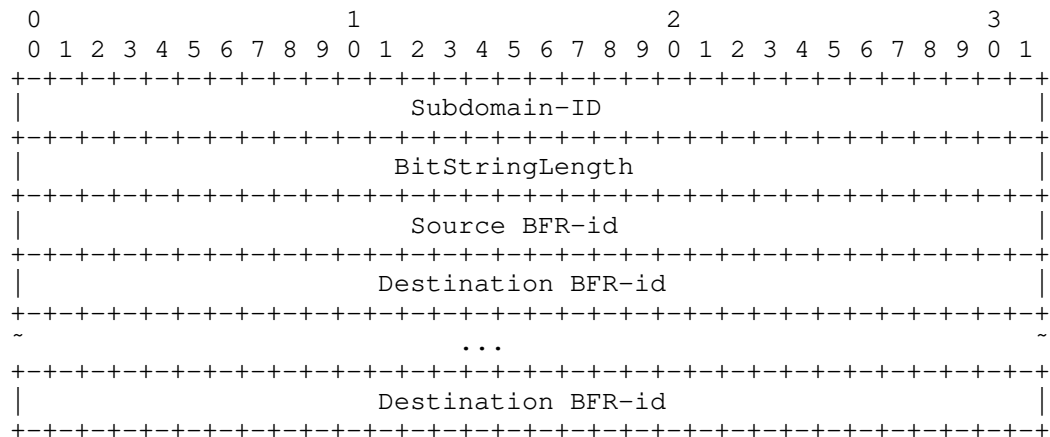 0                   1                   2                   3
 0 1 2 3 4 5 6 7 8 9 0 1 2 3 4 5 6 7 8 9 0 1 2 3 4 5 6 7 8 9 0 1
+-+-+-+-+-+-+-+-+-+-+-+-+-+-+-+-+-+-+-+-+-+-+-+-+-+-+-+-+-+-+-+-+
|                        Subdomain-ID                           |
+-+-+-+-+-+-+-+-+-+-+-+-+-+-+-+-+-+-+-+-+-+-+-+-+-+-+-+-+-+-+-+-+
|                       BitStringLength                         |
+-+-+-+-+-+-+-+-+-+-+-+-+-+-+-+-+-+-+-+-+-+-+-+-+-+-+-+-+-+-+-+-+
|                        Source BFR-id                          |
+-+-+-+-+-+-+-+-+-+-+-+-+-+-+-+-+-+-+-+-+-+-+-+-+-+-+-+-+-+-+-+-+
|                      Destination BFR-id                       |
+-+-+-+-+-+-+-+-+-+-+-+-+-+-+-+-+-+-+-+-+-+-+-+-+-+-+-+-+-+-+-+-+
~                           ...                                 ~
+-+-+-+-+-+-+-+-+-+-+-+-+-+-+-+-+-+-+-+-+-+-+-+-+-+-+-+-+-+-+-+-+
|                      Destination BFR-id                       |
+-+-+-+-+-+-+-+-+-+-+-+-+-+-+-+-+-+-+-+-+-+-+-+-+-+-+-+-+-+-+-+-+